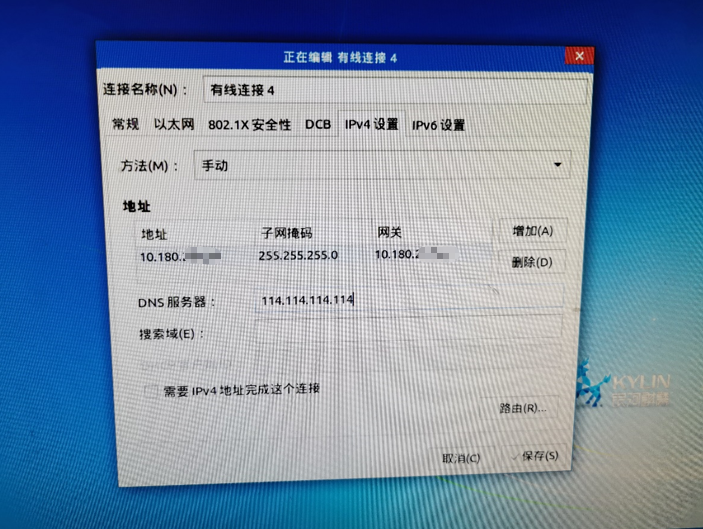 正在编辑 有线连接 4
连接名称(N)： 有线连接 4
常规 以太网 802.1X 安全性 DCB IPv4 设置 IPv6 设置
方法(M)： 手动
地址
地址 子网掩码 网关 增加(A)
10.180. 255.255.255.0 10.180.2
删除(D)
DNS 服务器： 114.114.114.114
搜索域(E)：
需要 IPv4 地址完成这个连接
KYLIN
路由(R)...
取消(C) 保存(S)